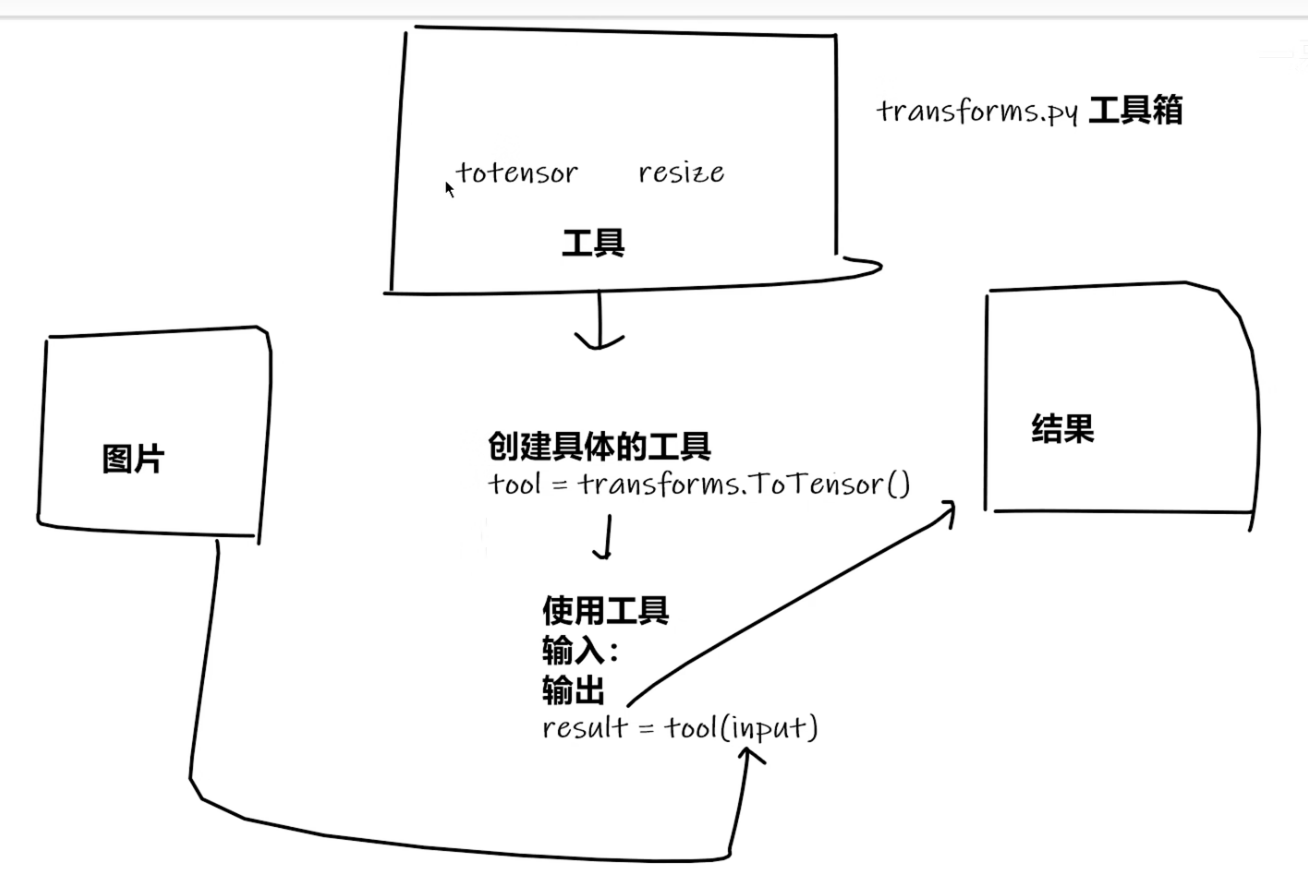 transforms.py 工具箱
totensor resize
工具
图片
创建具体的工具
tool = transforms.ToTensor()
结果
使用工具
输入：
输出
result = tool(input)